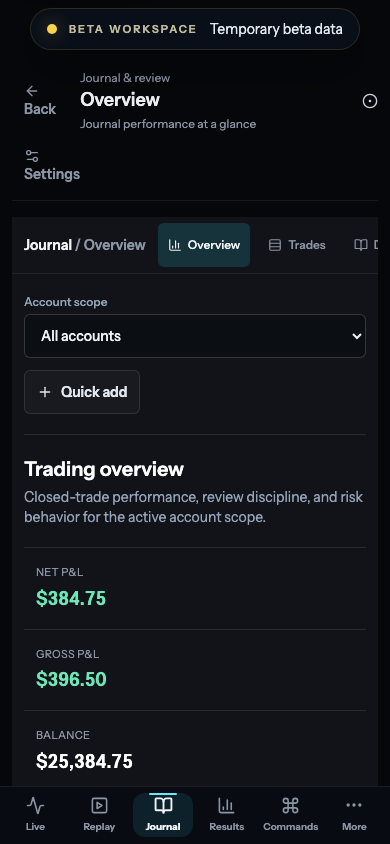 BETA WORKSPACE Temporary beta data
Journal & review
Back
Overview
Journal performance at a glance
Settings
Journal / Overview Overview Trades
Account scope
All accounts
Quick add
Trading overview
Closed-trade performance, review discipline, and risk
behavior for the active account scope.
NET P&L
$384.75
GROSS P&L
$396.50
BALANCE
$25,384.75
Live Replay Journal Results Commands More